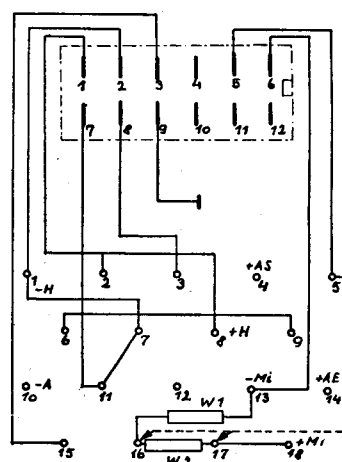 1 2 3 4 5 6
7 8 9 10 11 12
+AS
1 2 3 4 5
-H
+H
6 7 8 9
-A -Mi +AE
10 11 12 13 14
W1
+Mi
15 16 17 18